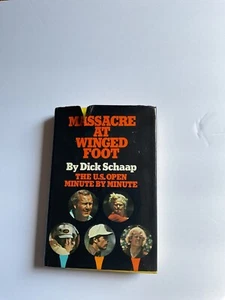 MASSACRE
AT
WINGED
FOOT
By Dick Schaap
THE U.S. OPEN
MINUTE BY MINUTE